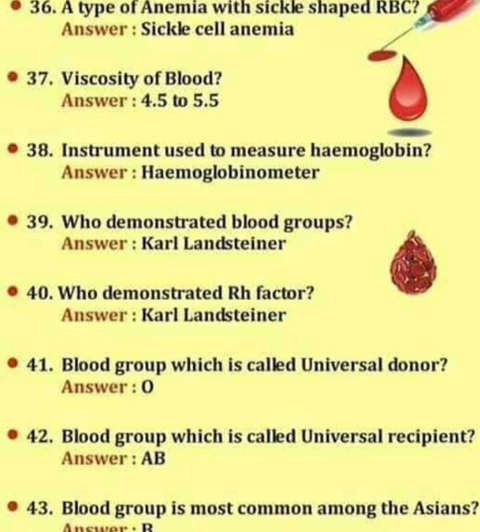 36. A type of Anemia with sickle shaped RBC?
Answer : Sickle cell anemia
37. Viscosity of Blood?
Answer : 4.5 to 5.5
38. Instrument used to measure haemoglobin?
Answer : Haemoglobinometer
39. Who demonstrated blood groups?
Answer : Karl Landsteiner
40. Who demonstrated Rh factor?
Answer : Karl Landsteiner
41. Blood group which is called Universal donor?
Answer : O
42. Blood group which is called Universal recipient?
Answer : AB
43. Blood group is most common among the Asians?
Answer : B